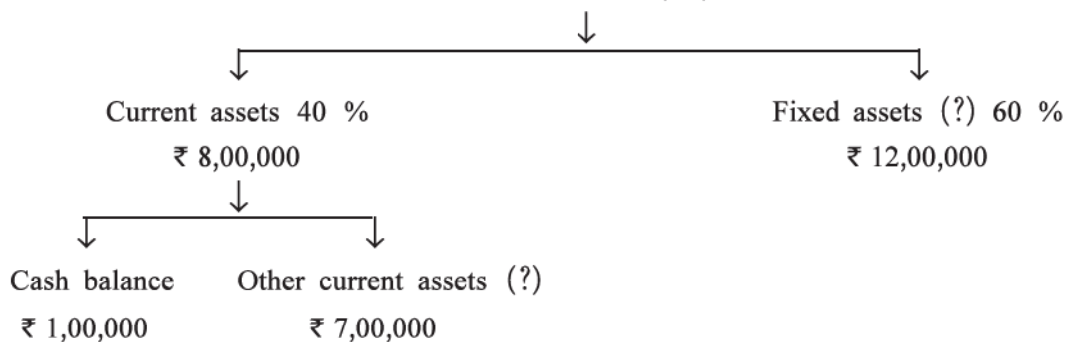 Current assets 40 % Fixed assets (?) 60 %
₹ 8,00,000 ₹ 12,00,000
Cash balance Other current assets (?)
₹ 1,00,000 ₹ 7,00,000